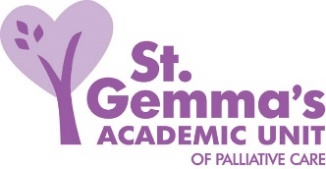 St.
Gemma's
ACADEMIC UNIT
OF PALLIATIVE CARE